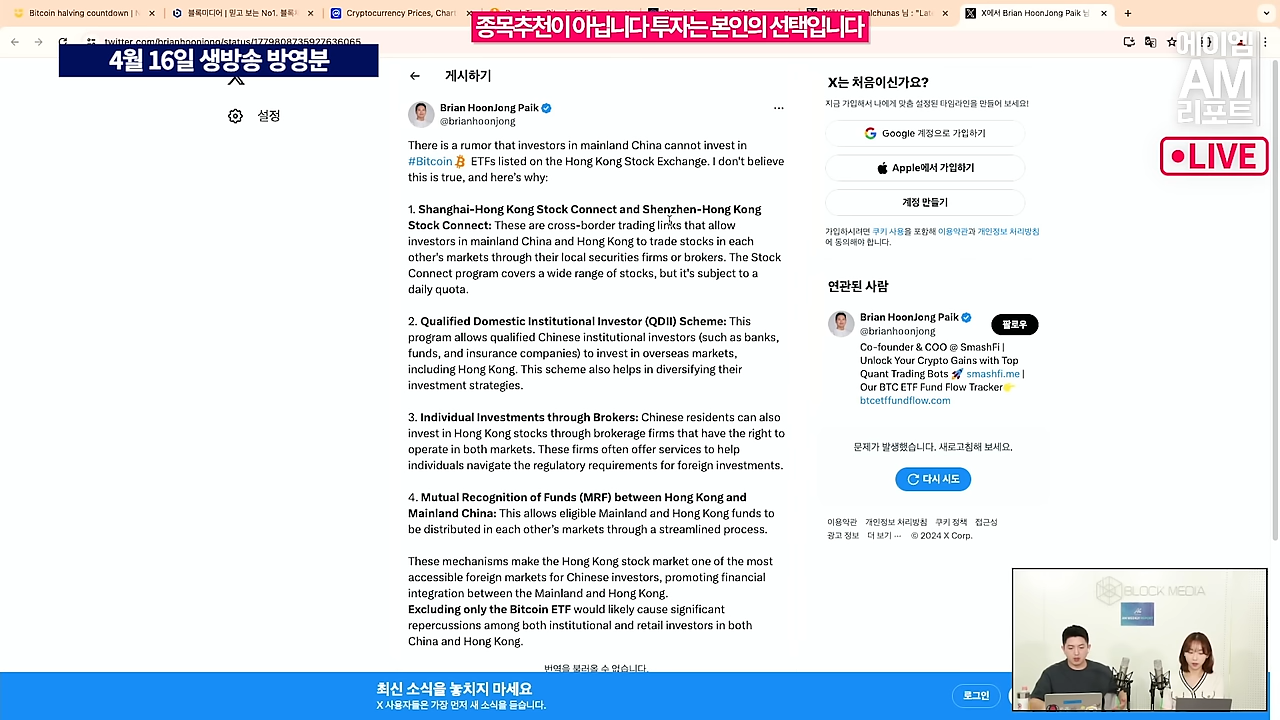 Bitcoin halving countdown |
블록미디어 | 믿고 보는 No1. 블록
Cryptocurrency Prices, Chart
X에서 Brian HoonJong Paik 님
종목추천이 아닙니다 투자는 본인의 선택입니다
4월 16일 생방송 방영분
에이엠
AM
리포트
LIVE
설정
게시하기
Brian HoonJong Paik
@brianhoonjong
There is a rumor that investors in mainland China cannot invest in
#Bitcoin ETFs listed on the Hong Kong Stock Exchange. I don't believe
this is true, and here's why:
1. Shanghai-Hong Kong Stock Connect and Shenzhen-Hong Kong
Stock Connect: These are cross-border trading links that allow
investors in mainland China and Hong Kong to trade stocks in each
other's markets through their local securities firms or brokers. The Stock
Connect program covers a wide range of stocks, but it's subject to a
daily quota.
2. Qualified Domestic Institutional Investor (QDII) Scheme: This
program allows qualified Chinese institutional investors (such as banks,
funds, and insurance companies) to invest in overseas markets,
including Hong Kong. This scheme also helps in diversifying their
investment strategies.
3. Individual Investments through Brokers: Chinese residents can also
invest in Hong Kong stocks through brokerage firms that have the right to
operate in both markets. These firms often offer services to help
individuals navigate the regulatory requirements for foreign investments.
4. Mutual Recognition of Funds (MRF) between Hong Kong and
Mainland China: This allows eligible Mainland and Hong Kong funds to
be distributed in each other's markets through a streamlined process.
These mechanisms make the Hong Kong stock market one of the most
accessible foreign markets for Chinese investors, promoting financial
integration between the Mainland and Hong Kong.
Excluding only the Bitcoin ETF would likely cause significant
repercussions among both institutional and retail investors in both
China and Hong Kong.
번역을 불러올 수 없습니다.
X는 처음이신가요?
지금 가입해서 나에게 맞춤 설정된 타임라인을 만들어 보세요!
Google 계정으로 가입하기
Apple에서 가입하기
계정 만들기
가입하시려면 쿠키 사용을 포함해 이용약관과 개인정보 처리방침
에 동의해야 합니다.
연관된 사람
Brian HoonJong Paik
@brianhoonjong
팔로우
Co-founder & COO @ SmashFi |
Unlock Your Crypto Gains with Top
Quant Trading Bots 🚀 smashfi.me |
Our BTC ETF Fund Flow Tracker👉
btcetffundflow.com
문제가 발생했습니다. 새로고침해 보세요.
다시 시도
이용약관 개인정보 처리방침 쿠키 정책 접근성
광고 정보 더 보기 ··· © 2024 X Corp.
BLOCK MEDIA
최신 소식을 놓치지 마세요
X 사용자들은 가장 먼저 새 소식을 듣습니다.
로그인